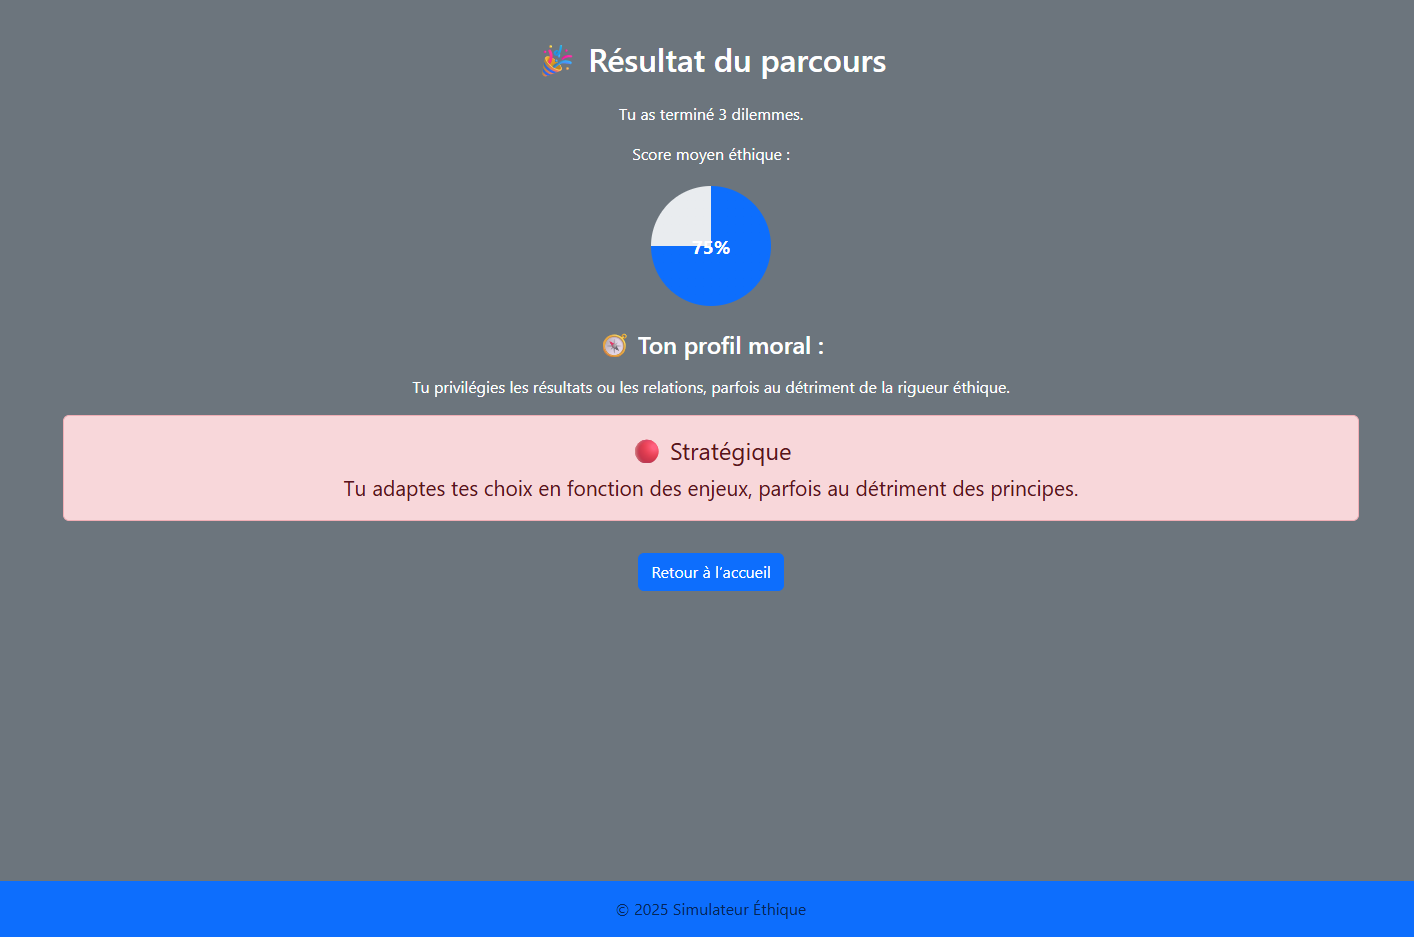 Résultat du parcours
Tu as terminé 3 dilemmes.
Score moyen éthique :
75%
Ton profil moral :
Tu privilégies les résultats ou les relations, parfois au détriment de la rigueur éthique.
Stratégique
Tu adaptes tes choix en fonction des enjeux, parfois au détriment des principes.
Retour à l’accueil
© 2025 Simulateur Éthique